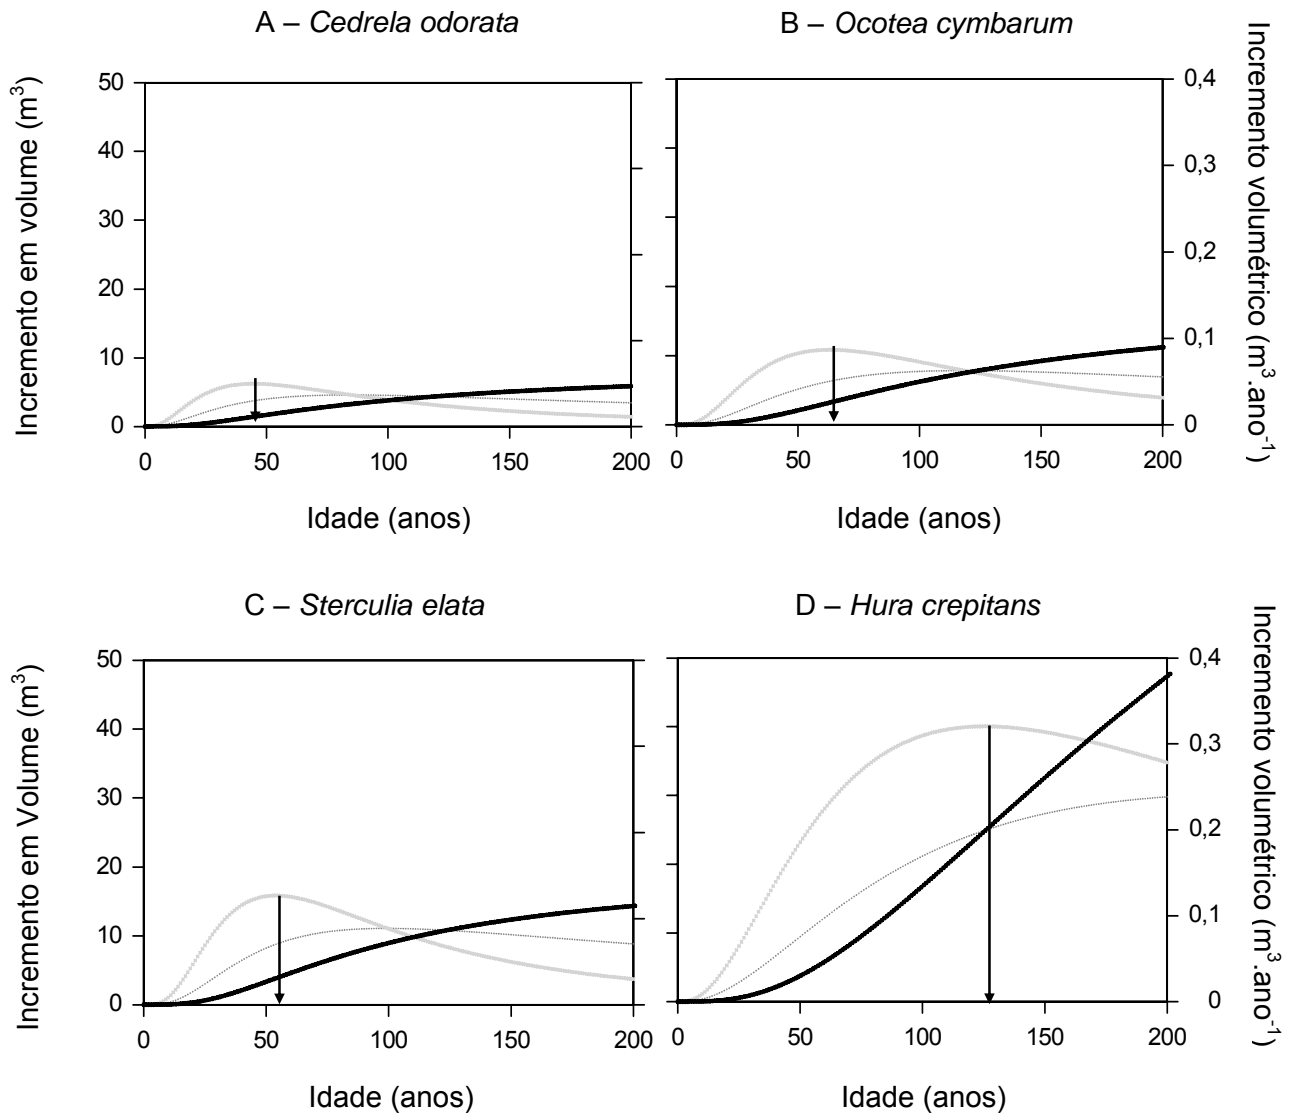 A – Cedrela odorata
B – Ocotea cymbarum
Incremento em volume (m³)
50
40
30
20
10
0
0 50 100 150 200
Idade (anos)
0,4
0,3
0,2
0,1
0
0 50 100 150 200
Idade (anos)
Incremento volumétrico (m³.ano⁻¹)
C – Sterculia elata
D – Hura crepitans
Incremento em Volume (m³)
50
40
30
20
10
0
0 50 100 150 200
Idade (anos)
0,4
0,3
0,2
0,1
0
0 50 100 150 200
Idade (anos)
Incremento volumétrico (m³.ano⁻¹)